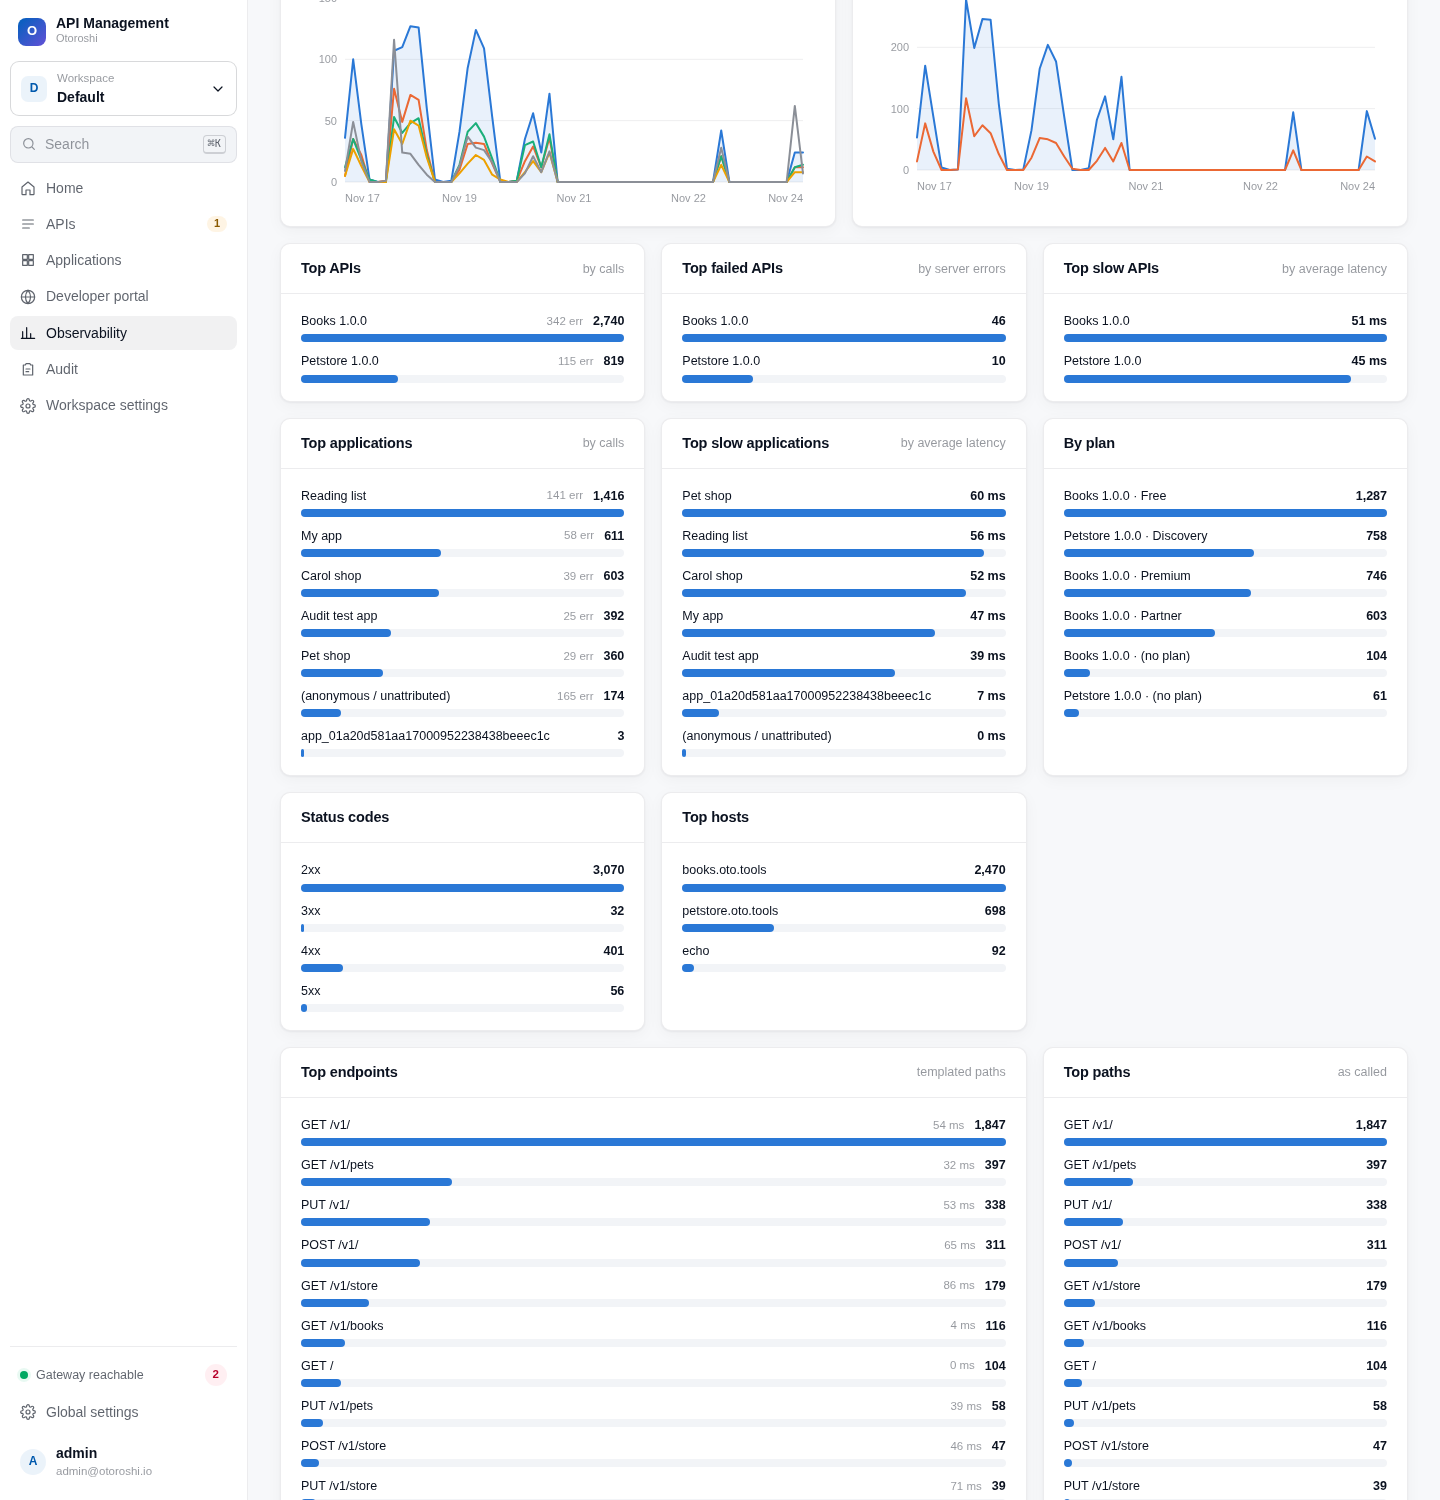 API Management
Otoroshi
D
Workspace
Default
Search
⌘K
Home
APIs 1
Applications
Developer portal
Observability
Audit
Workspace settings
Gateway reachable 2
Global settings
A
admin
admin@otoroshi.io
100
50
0
Nov 17 Nov 19 Nov 21 Nov 22 Nov 24
200
100
0
Nov 17 Nov 19 Nov 21 Nov 22 Nov 24
Top APIs by calls
Books 1.0.0 342 err 2,740
Petstore 1.0.0 115 err 819
Top failed APIs by server errors
Books 1.0.0 46
Petstore 1.0.0 10
Top slow APIs by average latency
Books 1.0.0 51 ms
Petstore 1.0.0 45 ms
Top applications by calls
Reading list 141 err 1,416
My app 58 err 611
Carol shop 39 err 603
Audit test app 25 err 392
Pet shop 29 err 360
(anonymous / unattributed) 165 err 174
app_01a20d581aa17000952238438beeec1c 3
Top slow applications by average latency
Pet shop 60 ms
Reading list 56 ms
Carol shop 52 ms
My app 47 ms
Audit test app 39 ms
app_01a20d581aa17000952238438beeec1c 7 ms
(anonymous / unattributed) 0 ms
By plan
Books 1.0.0 · Free 1,287
Petstore 1.0.0 · Discovery 758
Books 1.0.0 · Premium 746
Books 1.0.0 · Partner 603
Books 1.0.0 · (no plan) 104
Petstore 1.0.0 · (no plan) 61
Status codes
2xx 3,070
3xx 32
4xx 401
5xx 56
Top hosts
books.oto.tools 2,470
petstore.oto.tools 698
echo 92
Top endpoints templated paths
GET /v1/ 54 ms 1,847
GET /v1/pets 32 ms 397
PUT /v1/ 53 ms 338
POST /v1/ 65 ms 311
GET /v1/store 86 ms 179
GET /v1/books 4 ms 116
GET / 0 ms 104
PUT /v1/pets 39 ms 58
POST /v1/store 46 ms 47
PUT /v1/store 71 ms 39
Top paths as called
GET /v1/ 1,847
GET /v1/pets 397
PUT /v1/ 338
POST /v1/ 311
GET /v1/store 179
GET /v1/books 116
GET / 104
PUT /v1/pets 58
POST /v1/store 47
PUT /v1/store 39